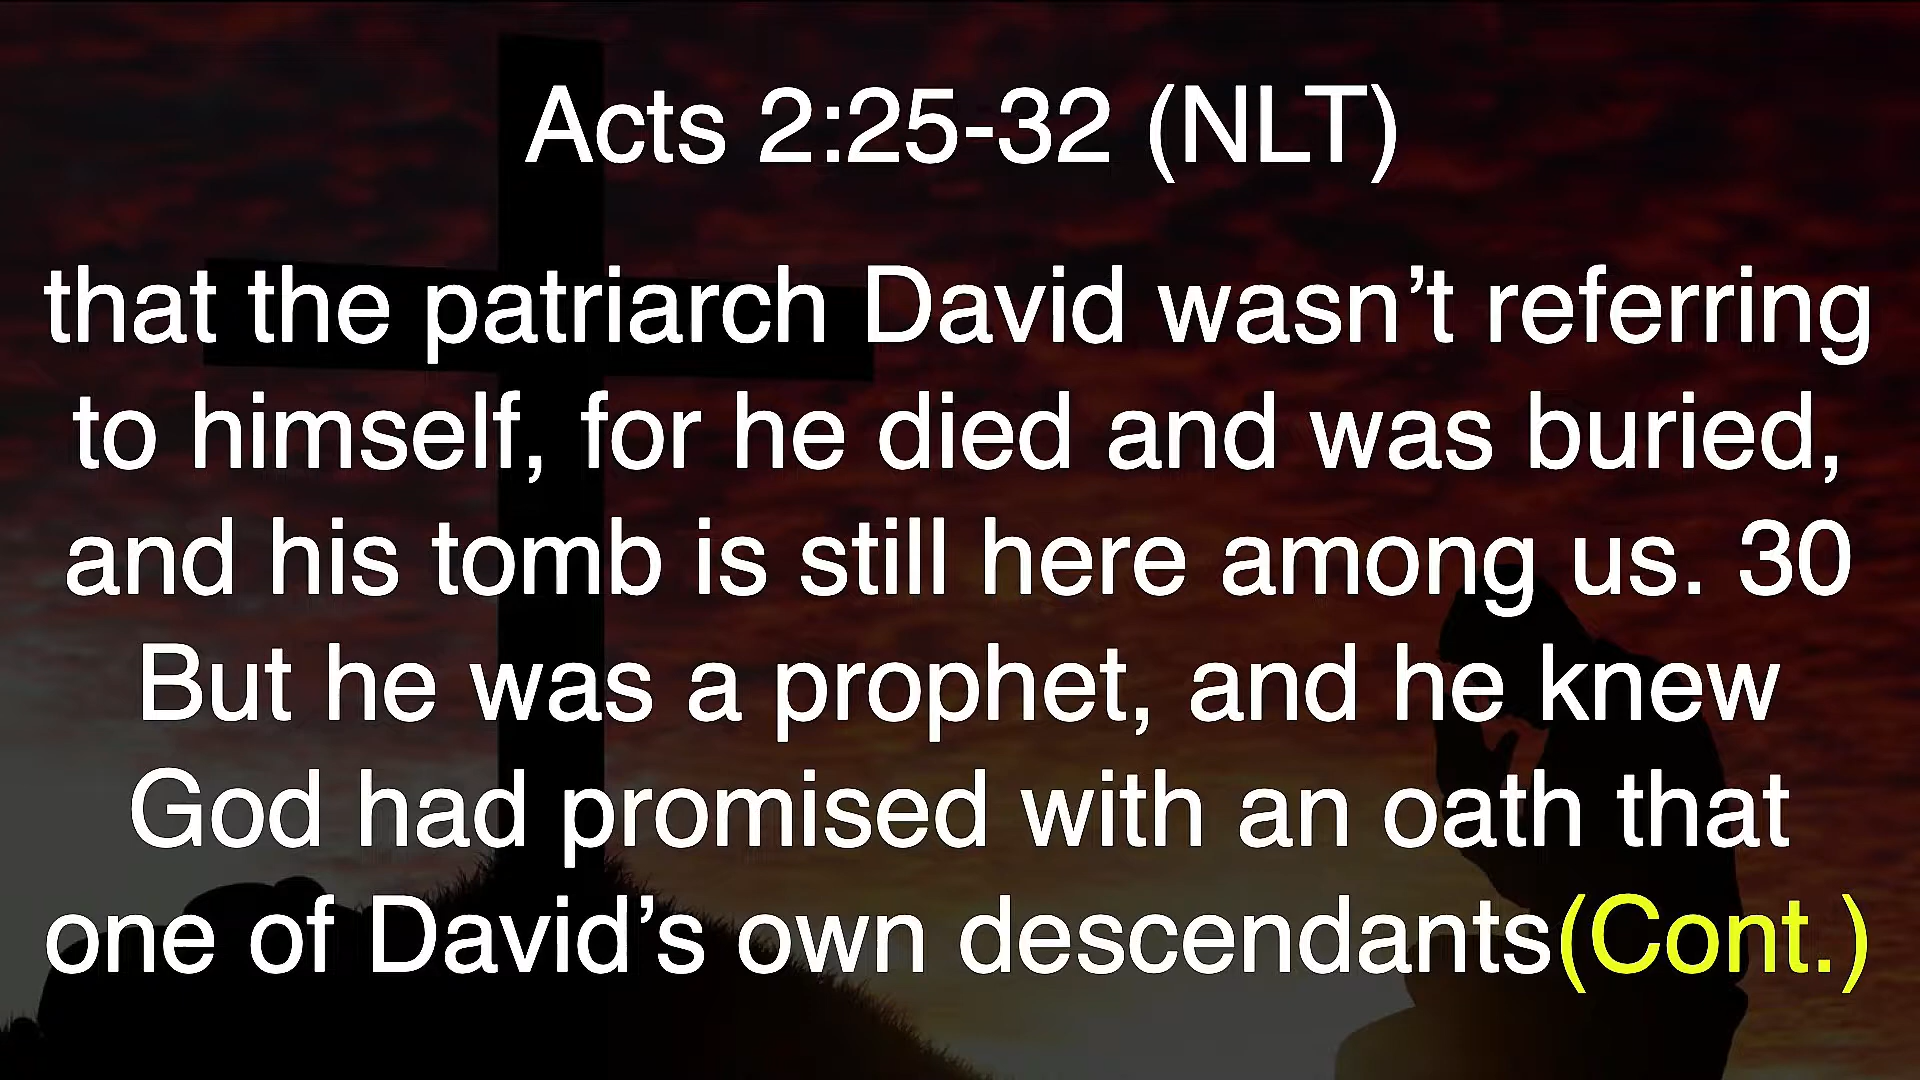 Acts 2:25-32 (NLT)
that the patriarch David wasn’t referring
to himself, for he died and was buried,
and his tomb is still here among us. 30
But he was a prophet, and he knew
God had promised with an oath that
one of David’s own descendants(Cont.)